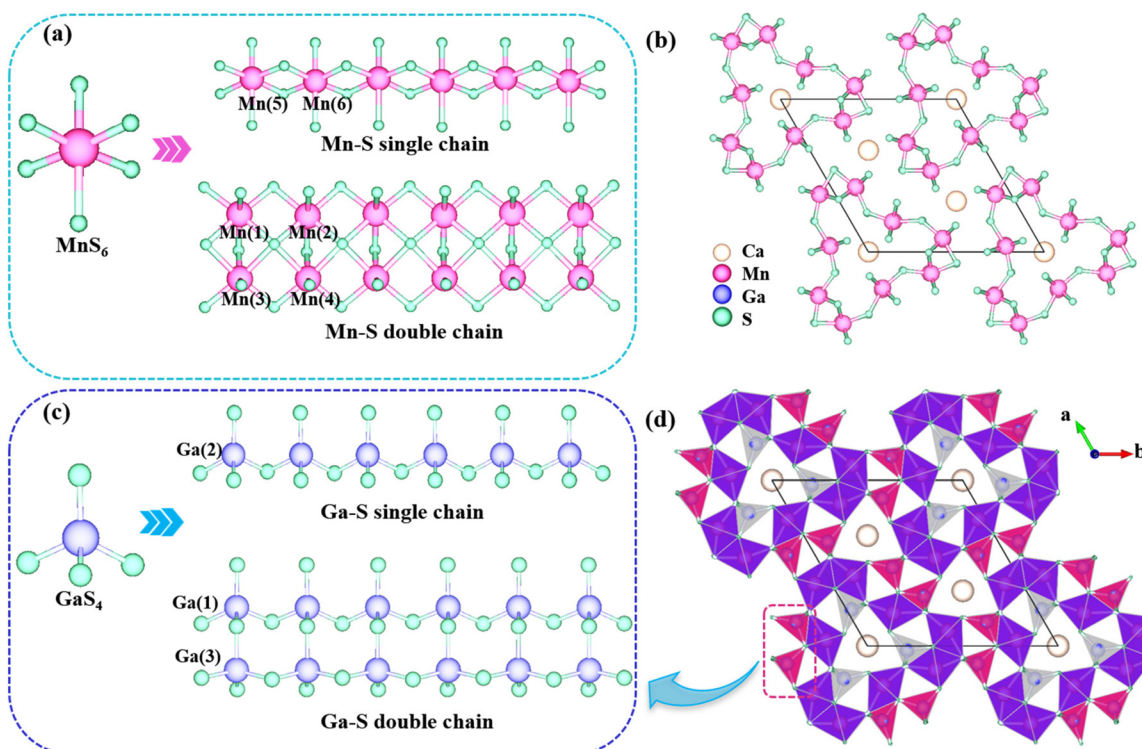 (a)
Mn(5) Mn(6)
Mn-S single chain
MnS6
Mn(1) Mn(2)
Mn(3) Mn(4)
Mn-S double chain
(b)
Ca
Mn
Ga
S
(c)
Ga(2)
Ga-S single chain
GaS4
Ga(1)
Ga(3)
Ga-S double chain
(d)
a
b